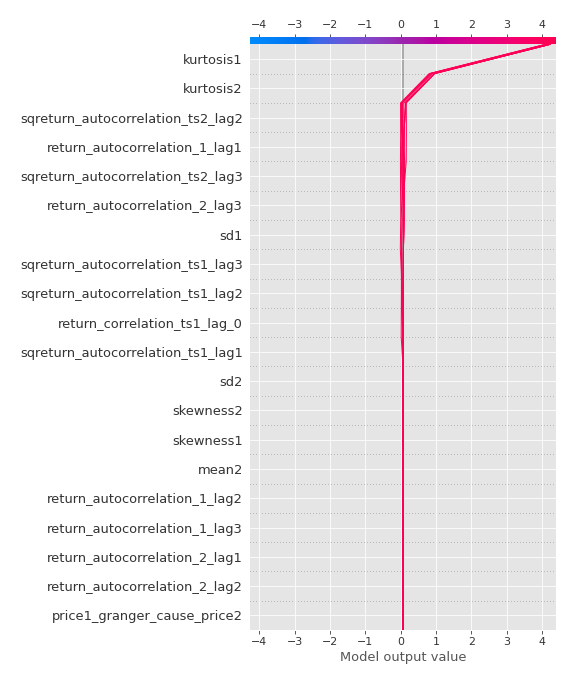 −4 −3 −2 −1 0 1 2 3 4
kurtosis1
kurtosis2
sqreturn_autocorrelation_ts2_lag2
return_autocorrelation_1_lag1
sqreturn_autocorrelation_ts2_lag3
return_autocorrelation_2_lag3
sd1
sqreturn_autocorrelation_ts1_lag3
sqreturn_autocorrelation_ts1_lag2
return_correlation_ts1_lag_0
sqreturn_autocorrelation_ts1_lag1
sd2
skewness2
skewness1
mean2
return_autocorrelation_1_lag2
return_autocorrelation_1_lag3
return_autocorrelation_2_lag1
return_autocorrelation_2_lag2
price1_granger_cause_price2
−4 −3 −2 −1 0 1 2 3 4
Model output value